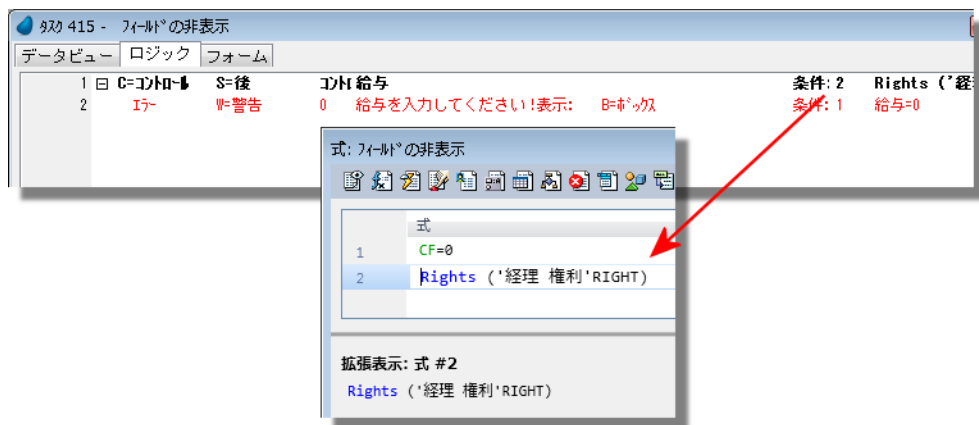 タスク 415 - フィールドの非表示
データビュー ロジック フォーム
1 C=コントロール S=後 コントロ 給与 条件: 2 Rights ('経
2 エラー W=警告 0 給与を入力してください!表示: B=ボックス 条件: 1 給与=0
式: フィールドの非表示
式
1 CF=0
2 Rights ('経理 権利'RIGHT)
拡張表示: 式 #2
Rights ('経理 権利'RIGHT)